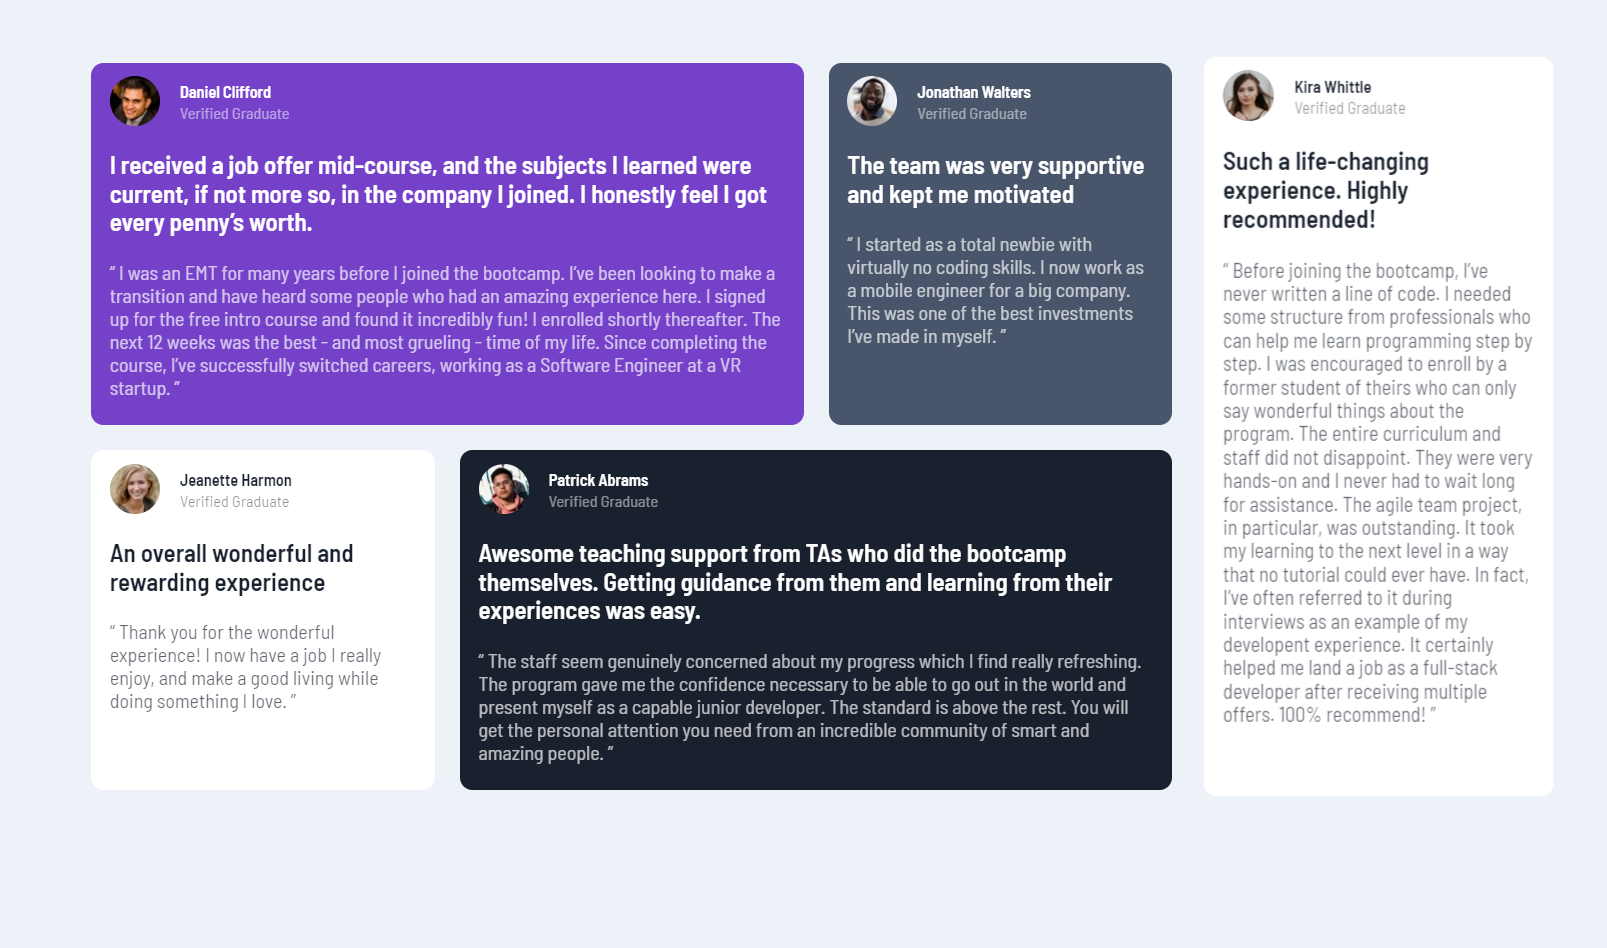 Daniel Clifford
Verified Graduate
I received a job offer mid-course, and the subjects I learned were
current, if not more so, in the company I joined. I honestly feel I got
every penny’s worth.
“ I was an EMT for many years before I joined the bootcamp. I’ve been looking to make a
transition and have heard some people who had an amazing experience here. I signed
up for the free intro course and found it incredibly fun! I enrolled shortly thereafter. The
next 12 weeks was the best - and most grueling - time of my life. Since completing the
course, I’ve successfully switched careers, working as a Software Engineer at a VR
startup. ”
Jonathan Walters
Verified Graduate
The team was very supportive
and kept me motivated
“ I started as a total newbie with
virtually no coding skills. I now work as
a mobile engineer for a big company.
This was one of the best investments
I’ve made in myself. ”
Kira Whittle
Verified Graduate
Such a life-changing
experience. Highly
recommended!
“ Before joining the bootcamp, I’ve
never written a line of code. I needed
some structure from professionals who
can help me learn programming step by
step. I was encouraged to enroll by a
former student of theirs who can only
say wonderful things about the
program. The entire curriculum and
staff did not disappoint. They were very
hands-on and I never had to wait long
for assistance. The agile team project,
in particular, was outstanding. It took
my learning to the next level in a way
that no tutorial could ever have. In fact,
I’ve often referred to it during
interviews as an example of my
developent experience. It certainly
helped me land a job as a full-stack
developer after receiving multiple
offers. 100% recommend! ”
Jeanette Harmon
Verified Graduate
An overall wonderful and
rewarding experience
“ Thank you for the wonderful
experience! I now have a job I really
enjoy, and make a good living while
doing something I love. ”
Patrick Abrams
Verified Graduate
Awesome teaching support from TAs who did the bootcamp
themselves. Getting guidance from them and learning from their
experiences was easy.
“ The staff seem genuinely concerned about my progress which I find really refreshing.
The program gave me the confidence necessary to be able to go out in the world and
present myself as a capable junior developer. The standard is above the rest. You will
get the personal attention you need from an incredible community of smart and
amazing people. ”